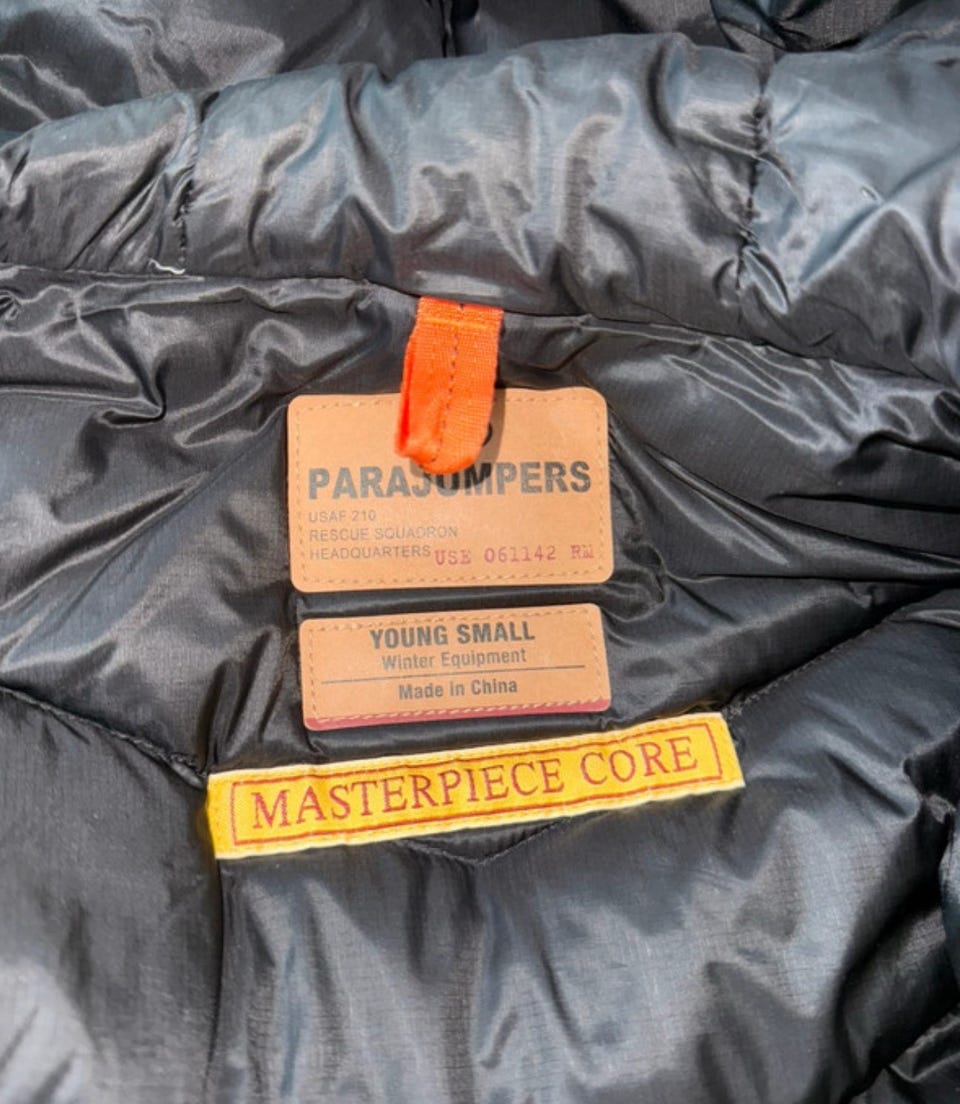 PARAJUMPERS
USAF 210
RESCUE SQUADRON
HEADQUARTERS USE 061142 RM
YOUNG SMALL
Winter Equipment
Made in China
MASTERPIECE CORE